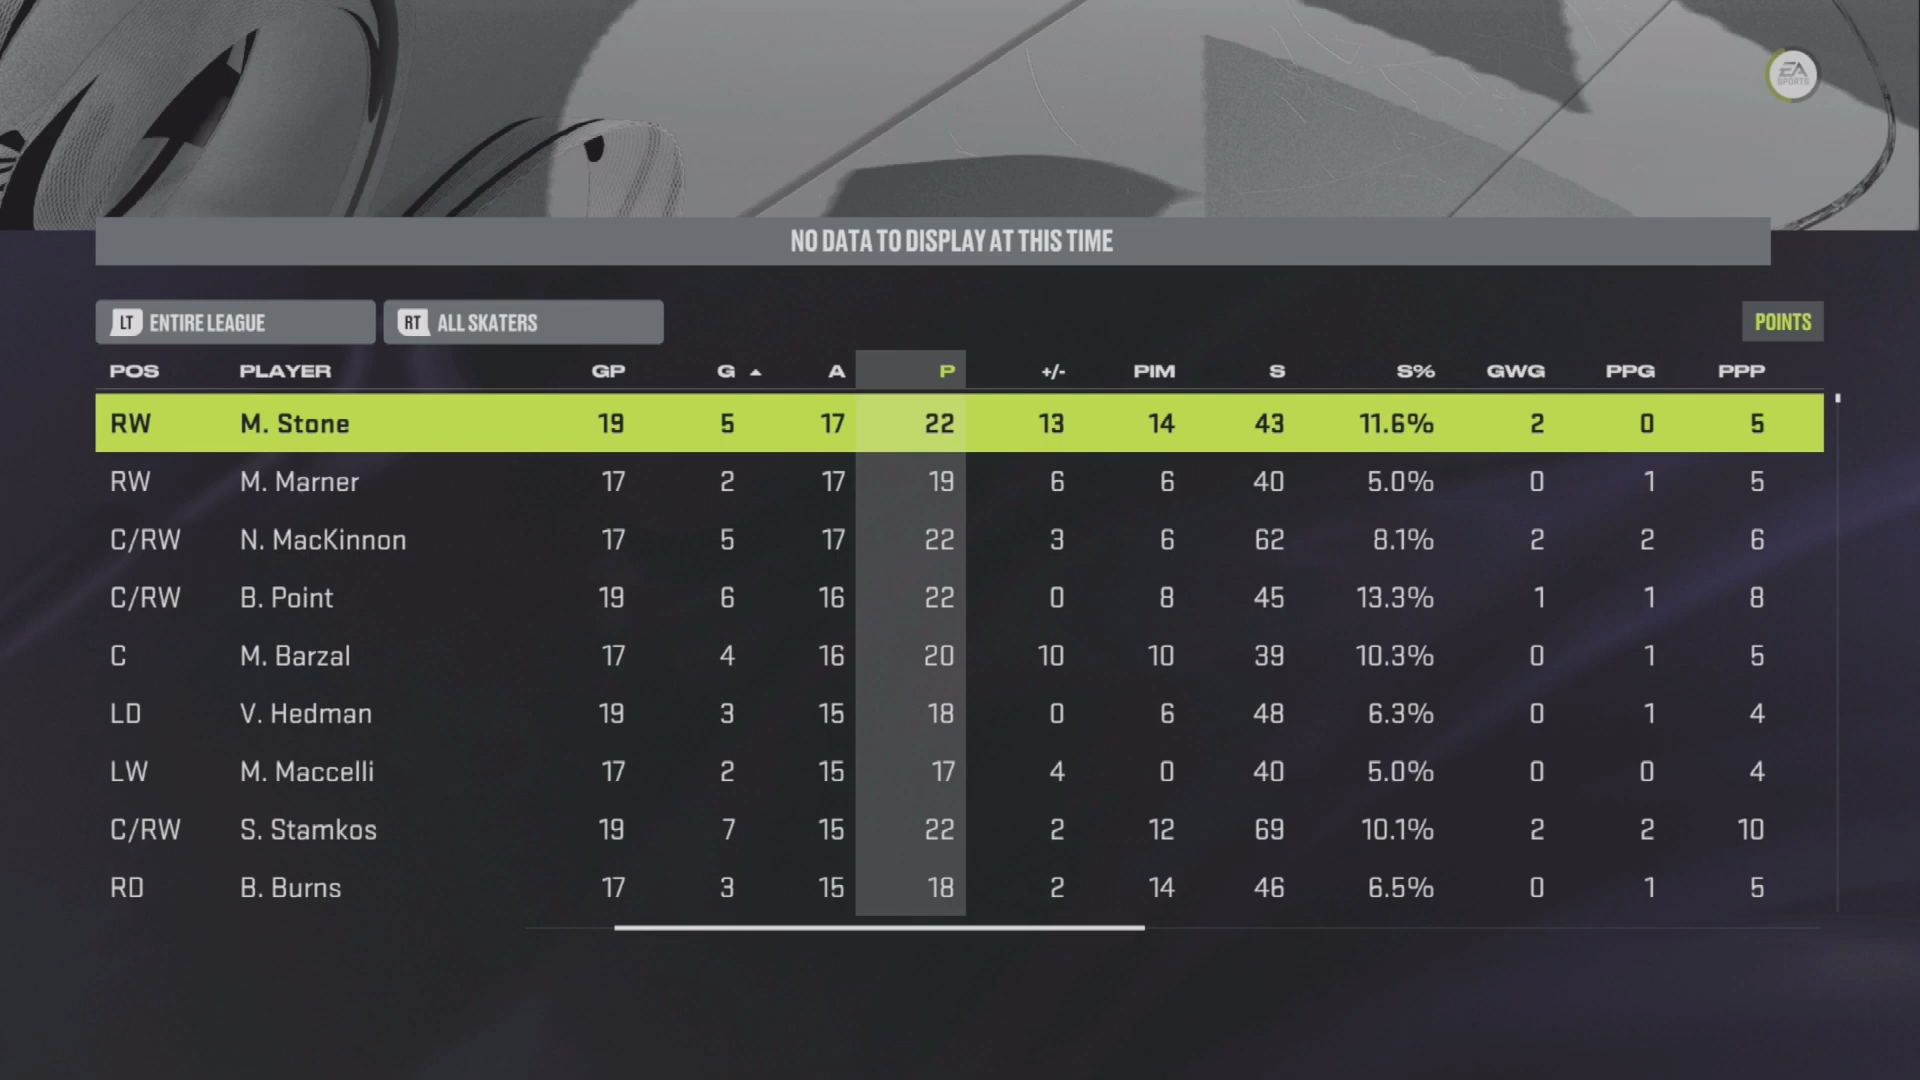 EA
SPORTS
NO DATA TO DISPLAY AT THIS TIME
LT ENTIRE LEAGUE RT ALL SKATERS POINTS
POS PLAYER GP G A P +/- PIM S S% GWG PPG PPP
RW M. Stone 19 5 17 22 13 14 43 11.6% 2 0 5
RW M. Marner 17 2 17 19 6 6 40 5.0% 0 1 5
C/RW N. MacKinnon 17 5 17 22 3 6 62 8.1% 2 2 6
C/RW B. Point 19 6 16 22 0 8 45 13.3% 1 1 8
C M. Barzal 17 4 16 20 10 10 39 10.3% 0 1 5
LD V. Hedman 19 3 15 18 0 6 48 6.3% 0 1 4
LW M. Maccelli 17 2 15 17 4 0 40 5.0% 0 0 4
C/RW S. Stamkos 19 7 15 22 2 12 69 10.1% 2 2 10
RD B. Burns 17 3 15 18 2 14 46 6.5% 0 1 5